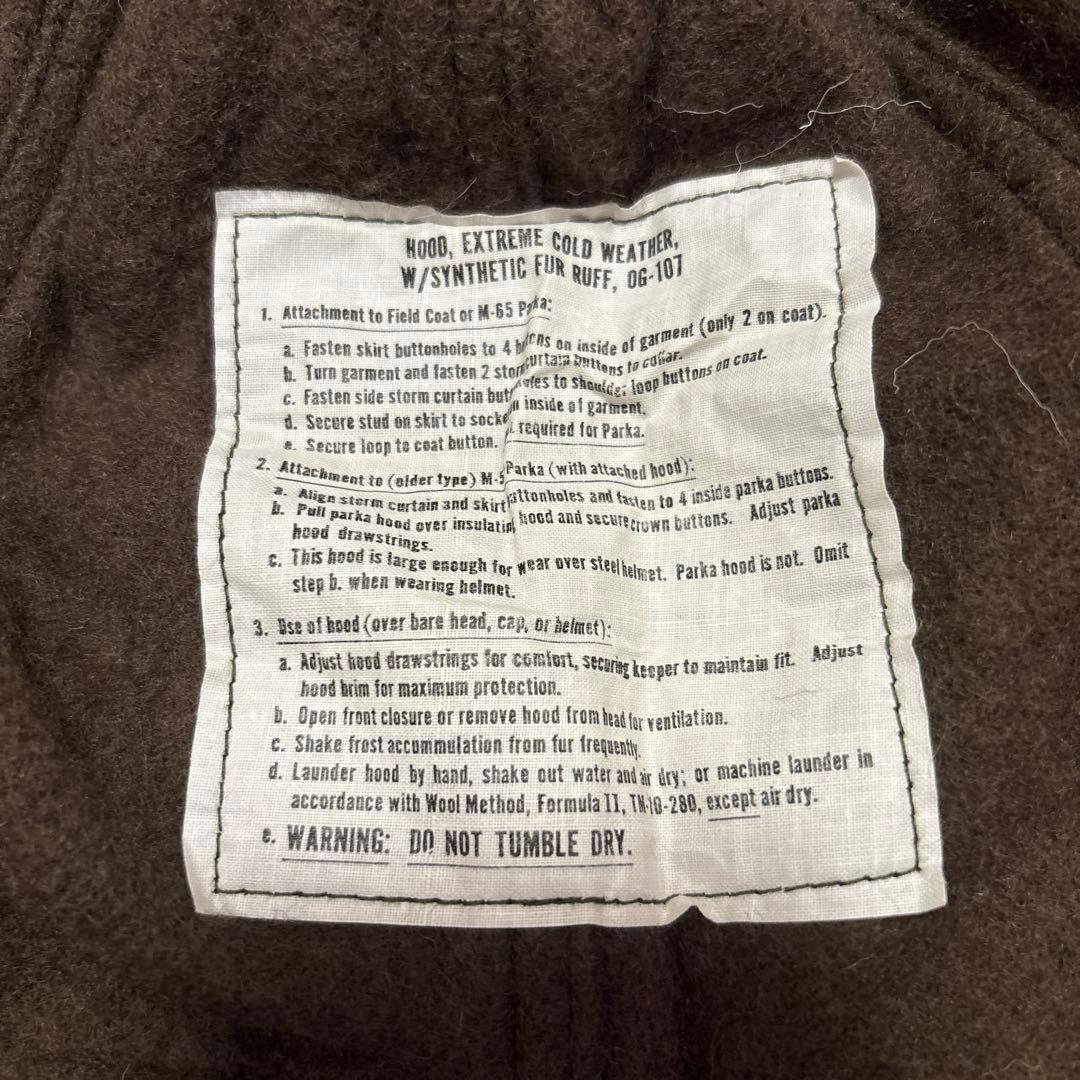 HOOD, EXTREME COLD WEATHER,
W/SYNTHETIC FUR RUFF, OG-107
1. Attachment to Field Coat or M-65 Parka:
a. Fasten skirt buttonholes to 4 buttons on inside of garment (only 2 on coat).
b. Turn garment and fasten 2 storm curtain buttons to collar.
c. Fasten side storm curtain buttonholes to shoulder loop buttons on coat.
d. Secure stud on skirt to socket inside of garment.
e. Secure loop to coat button. required for Parka.
2. Attachment to (older type) M-5 Parka (with attached hood):
a. Align storm curtain and skirt buttonholes and fasten to 4 inside parka buttons.
b. Pull parka hood over insulating hood and secure crown buttons. Adjust parka
hood drawstrings.
c. This hood is large enough for wear over steel helmet. Parka hood is not. Omit
step b. when wearing helmet.
3. Use of hood (over bare head, cap, or helmet):
a. Adjust hood drawstrings for comfort, securing keeper to maintain fit. Adjust
hood brim for maximum protection.
b. Open front closure or remove hood from head for ventilation.
c. Shake frost accummulation from fur frequently.
d. Launder hood by hand, shake out water and air dry; or machine launder in
accordance with Wool Method, Formula II, TM-10-280, except air dry.
e. WARNING: DO NOT TUMBLE DRY.